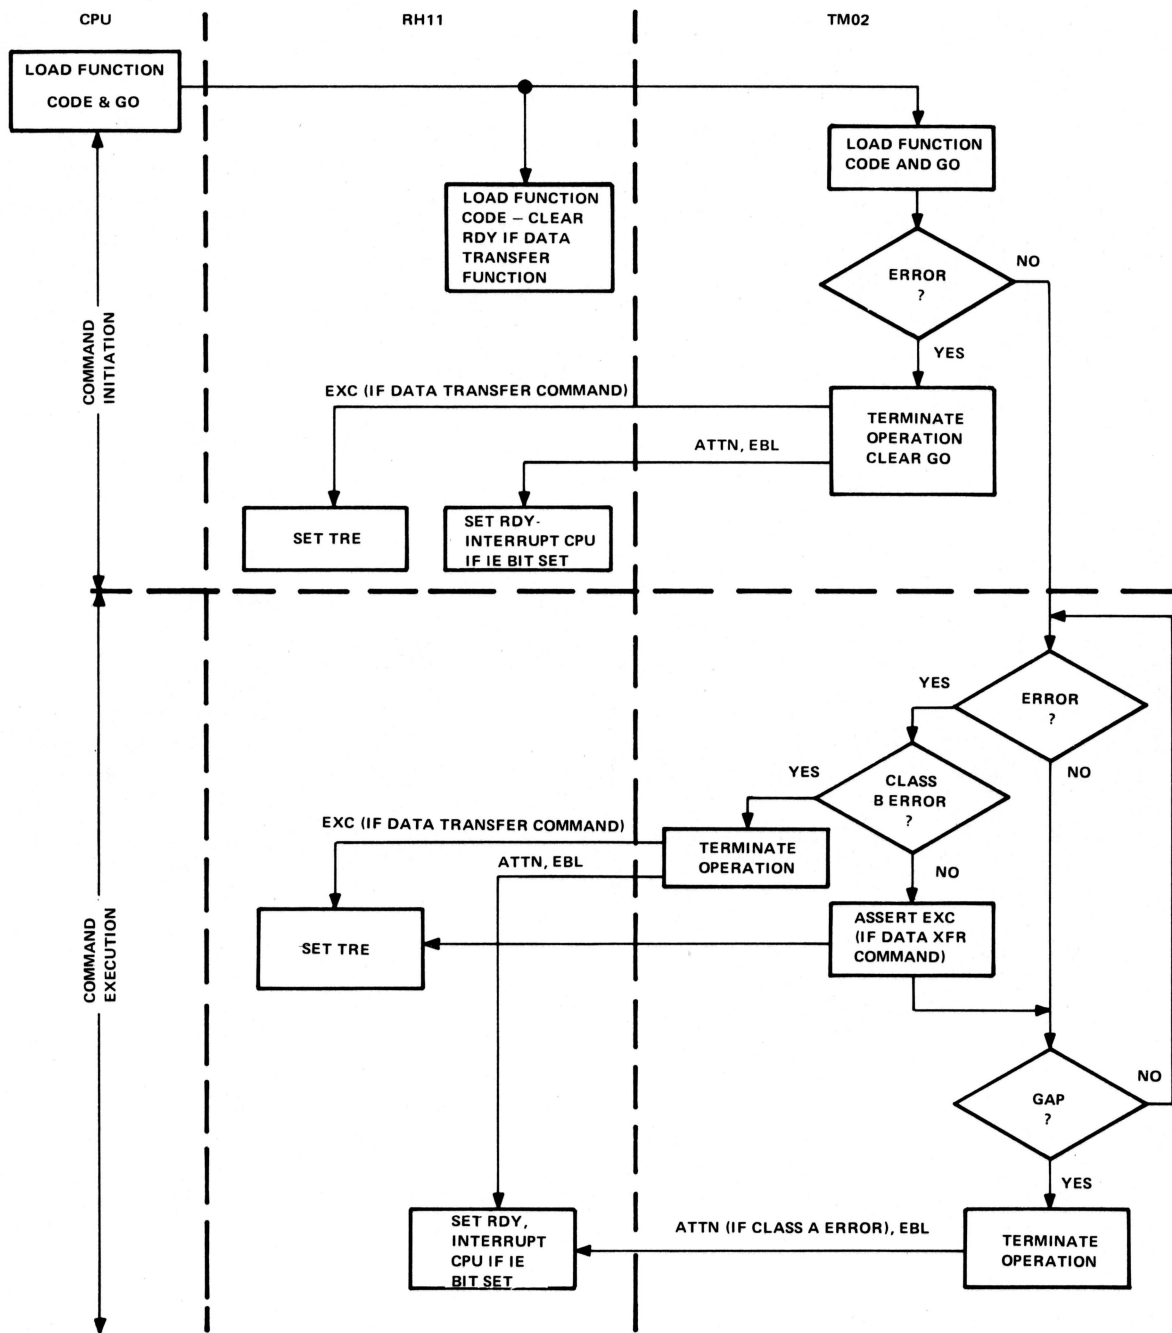 CPU
RH11
TM02
LOAD FUNCTION
CODE & GO
LOAD FUNCTION
CODE AND GO
LOAD FUNCTION
CODE – CLEAR
RDY IF DATA
TRANSFER
FUNCTION
ERROR
?
NO
YES
COMMAND
INITIATION
EXC (IF DATA TRANSFER COMMAND)
TERMINATE
OPERATION
CLEAR GO
ATTN, EBL
SET TRE
SET RDY-
INTERRUPT CPU
IF IE BIT SET
YES
ERROR
?
NO
YES
CLASS
B ERROR
?
NO
EXC (IF DATA TRANSFER COMMAND)
TERMINATE
OPERATION
ATTN, EBL
COMMAND
EXECUTION
SET TRE
ASSERT EXC
(IF DATA XFR
COMMAND)
GAP
?
NO
YES
SET RDY,
INTERRUPT
CPU IF IE
BIT SET
ATTN (IF CLASS A ERROR), EBL
TERMINATE
OPERATION